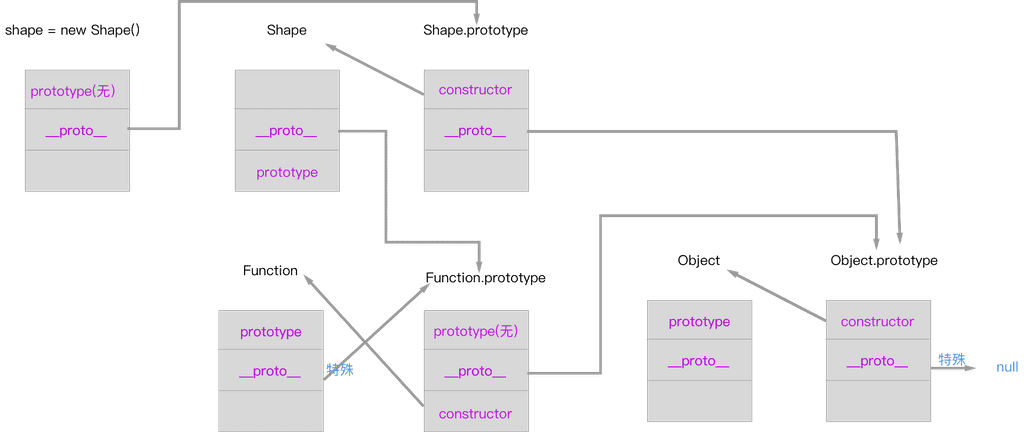 shape = new Shape()
Shape
Shape.prototype
prototype(无)
__proto__
__proto__
prototype
constructor
__proto__
Function
Function.prototype
Object
Object.prototype
prototype
__proto__
特殊
prototype(无)
__proto__
constructor
prototype
__proto__
constructor
__proto__
特殊
null